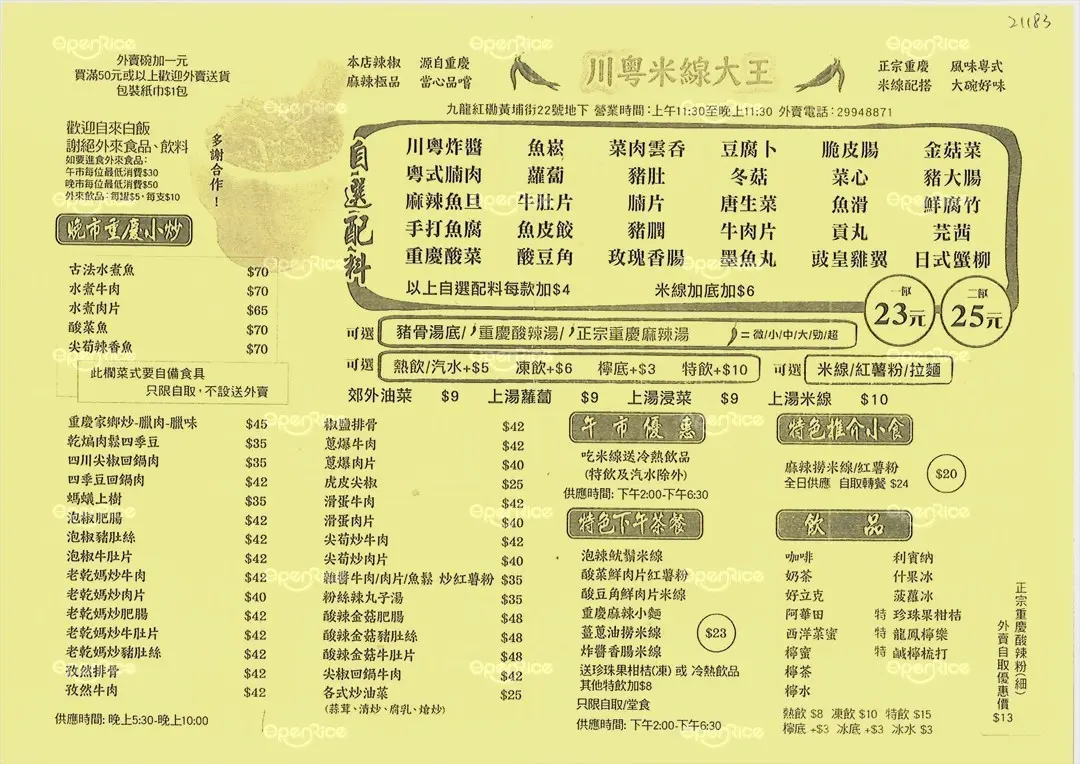 21183
外賣碗加一元
買滿50元或以上歡迎外賣送貨
包裝紙巾$1包
本店辣椒 源自重慶
麻辣極品 當心品嚐
川粵米線大王
正宗重慶 風味粵式
米線配搭 大碗好味
九龍紅磡黃埔街22號地下 營業時間:上午11:30至晚上11:30 外賣電話:29948871
歡迎自來白飯
謝絕外來食品、飲料
如要進食外來食品:
午市每位最低消費$30
晚市每位最低消費$50
外來飲品:每罐$5,每支$10
多謝合作!
自選配料
川粵炸醬 魚崧 菜肉雲吞 豆腐卜 脆皮腸 金菇菜
粵式腩肉 蘿蔔 豬肚 冬菇 菜心 豬大腸
麻辣魚旦 牛肚片 腩片 唐生菜 魚滑 鮮腐竹
手打魚腐 魚皮餃 豬膶 牛肉片 貢丸 芫茜
重慶酸菜 酸豆角 玫瑰香腸 墨魚丸 豉皇雞翼 日式蟹柳
以上自選配料每款加$4 米線加底加$6
一餸 23元
二餸 25元
可選 豬骨湯底/重慶酸辣湯/正宗重慶麻辣湯 =微/小/中/大/勁/超
可選 熱飲/汽水+$5 凍飲+$6 檸底+$3 特飲+$10 可選 米線/紅薯粉/拉麵
郊外油菜 $9 上湯蘿蔔 $9 上湯浸菜 $9 上湯米線 $10
晚市重慶小炒
古法水煮魚 $70
水煮牛肉 $70
水煮肉片 $65
酸菜魚 $70
尖荀辣香魚 $70
此欄菜式要自備食具
只限自取,不設送外賣
重慶家鄉炒-臘肉-臘味 $45
乾煸肉鬆四季豆 $35
四川尖椒回鍋肉 $35
四季豆回鍋肉 $42
螞蟻上樹 $35
泡椒肥腸 $42
泡椒豬肚絲 $42
泡椒牛肚片 $42
老乾媽炒牛肉 $42
老乾媽炒肉片 $40
老乾媽炒肥腸 $42
老乾媽炒牛肚片 $42
老乾媽炒豬肚絲 $42
孜然排骨 $42
孜然牛肉 $42
供應時間: 晚上5:30-晚上10:00
椒鹽排骨 $42
蔥爆牛肉 $42
蔥爆肉片 $40
虎皮尖椒 $25
滑蛋牛肉 $42
滑蛋肉片 $40
尖荀炒牛肉 $42
尖荀炒肉片 $40
雜醬牛肉/肉片/魚鬆 炒紅薯粉 $35
粉絲辣丸子湯 $35
酸辣金菇肥腸 $48
酸辣金菇豬肚絲 $48
酸辣金菇牛肚片 $48
尖椒回鍋牛肉 $42
各式炒油菜 $25
(蒜茸、清炒、腐乳、熗炒)
午市優惠
吃米線送冷熱飲品
(特飲及汽水除外)
供應時間: 下午2:00-下午6:30
特色下午茶餐
泡辣魷鬚米線
酸菜鮮肉片紅薯粉
酸豆角鮮肉片米線
重慶麻辣小麵
薑蔥油撈米線
炸醬香腸米線
$23
送珍珠果柑桔(凍) 或 冷熱飲品
其他特飲加$8
只限自取/堂食
供應時間: 下午2:00-下午6:30
特色推介小食
麻辣撈米線/紅薯粉
全日供應 自取轉餐 $24
$20
飲品
咖啡 利賓納
奶茶 什果冰
好立克 菠蘿冰
阿華田 特 珍珠果柑桔
西洋菜蜜 特 龍鳳檸樂
檸蜜 特 鹹檸梳打
檸茶
檸水
熱飲 $8 凍飲 $10 特飲 $15
檸底 +$3 冰底 +$3 冰水 $3
正宗重慶酸辣粉(細)
外賣自取優惠價
$13